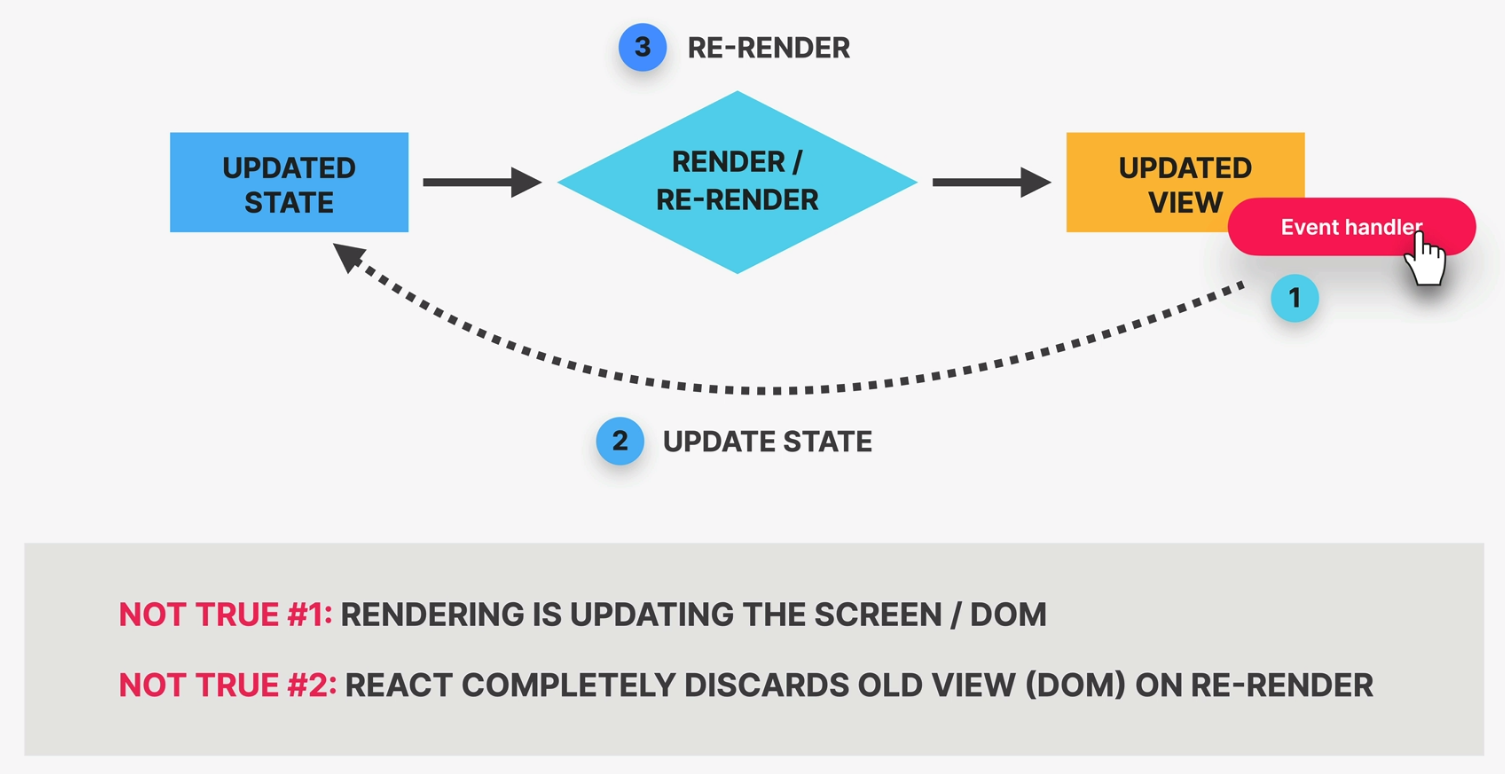 3 RE-RENDER
UPDATED
STATE
RENDER /
RE-RENDER
UPDATED
VIEW
Event handler
1
2 UPDATE STATE
NOT TRUE #1: RENDERING IS UPDATING THE SCREEN / DOM
NOT TRUE #2: REACT COMPLETELY DISCARDS OLD VIEW (DOM) ON RE-RENDER